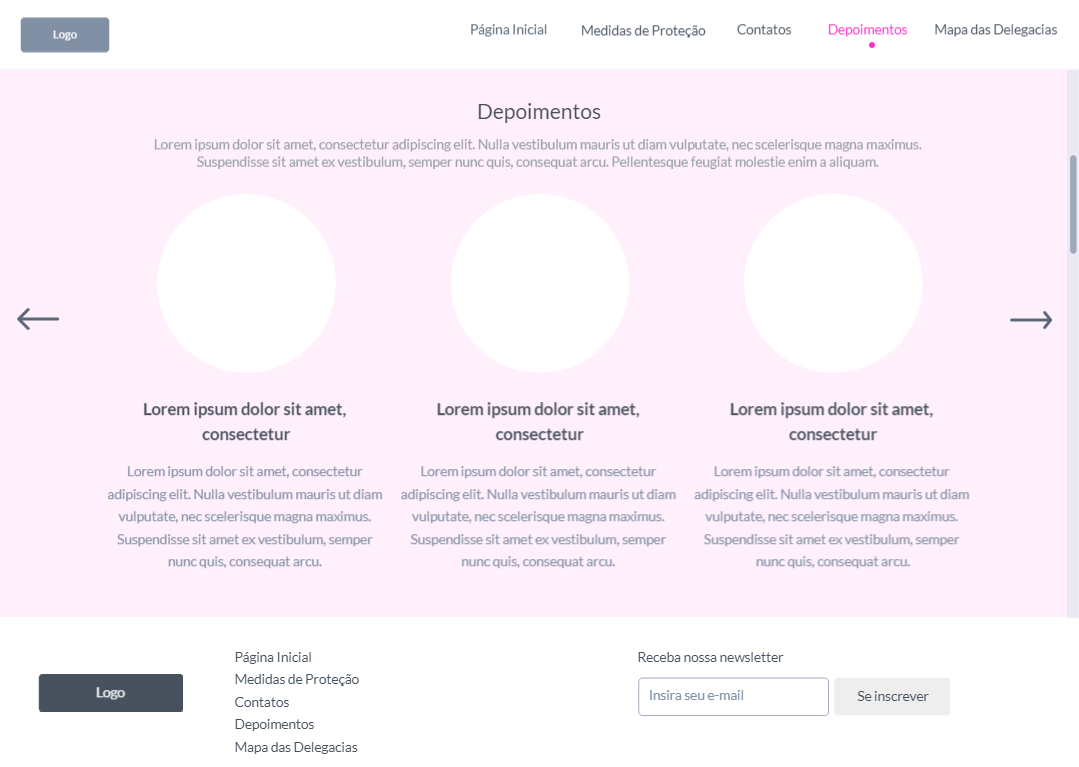 Logo
Página Inicial
Medidas de Proteção
Contatos
Depoimentos
Mapa das Delegacias
Depoimentos
Lorem ipsum dolor sit amet, consectetur adipiscing elit. Nulla vestibulum mauris ut diam vulputate, nec scelerisque magna maximus.
Suspendisse sit amet ex vestibulum, semper nunc quis, consequat arcu. Pellentesque feugiat molestie enim a aliquam.
Lorem ipsum dolor sit amet,
consectetur
Lorem ipsum dolor sit amet, consectetur
adipiscing elit. Nulla vestibulum mauris ut diam
vulputate, nec scelerisque magna maximus.
Suspendisse sit amet ex vestibulum, semper
nunc quis, consequat arcu.
Lorem ipsum dolor sit amet,
consectetur
Lorem ipsum dolor sit amet, consectetur
adipiscing elit. Nulla vestibulum mauris ut diam
vulputate, nec scelerisque magna maximus.
Suspendisse sit amet ex vestibulum, semper
nunc quis, consequat arcu.
Lorem ipsum dolor sit amet,
consectetur
Lorem ipsum dolor sit amet, consectetur
adipiscing elit. Nulla vestibulum mauris ut diam
vulputate, nec scelerisque magna maximus.
Suspendisse sit amet ex vestibulum, semper
nunc quis, consequat arcu.
Logo
Página Inicial
Medidas de Proteção
Contatos
Depoimentos
Mapa das Delegacias
Receba nossa newsletter
Insira seu e-mail
Se inscrever